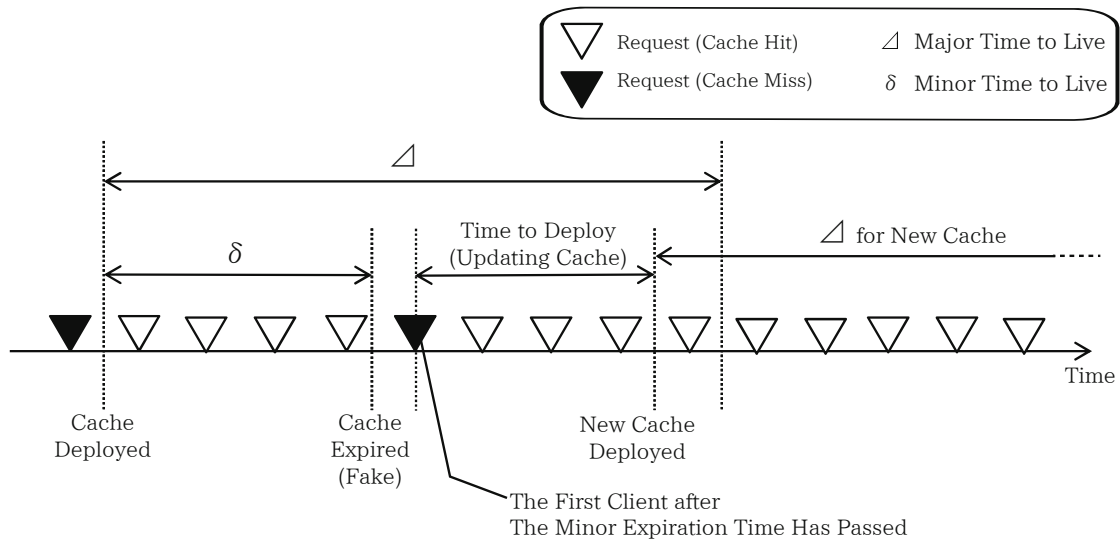 Request (Cache Hit)
⊿ Major Time to Live
Request (Cache Miss)
δ Minor Time to Live
⊿
Time to Deploy
(Updating Cache)
⊿ for New Cache
δ
Time
Cache
Deployed
Cache
Expired
(Fake)
New Cache
Deployed
The First Client after
The Minor Expiration Time Has Passed